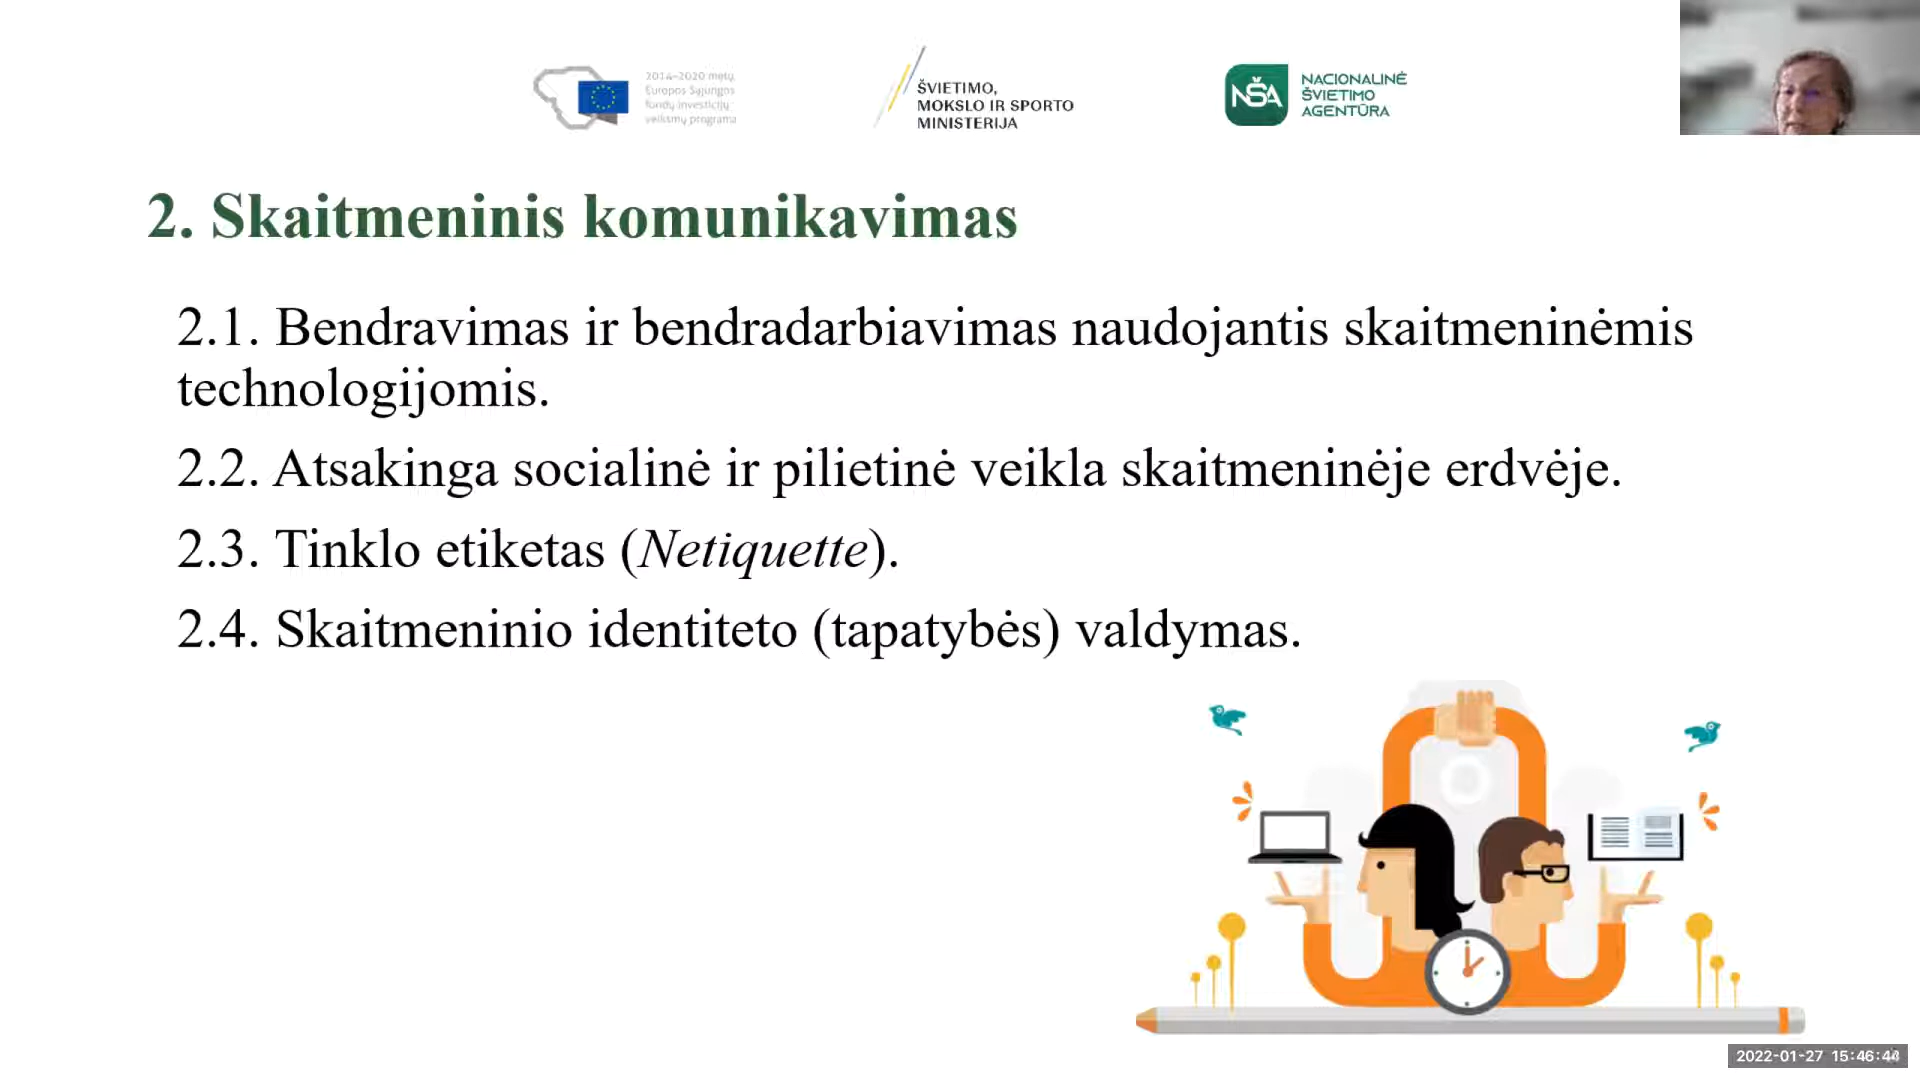 2014–2020 metų
Europos Sąjungos
fondų investicijų
veiksmų programa
ŠVIETIMO,
MOKSLO IR SPORTO
MINISTERIJA
NŠA
NACIONALINĖ
ŠVIETIMO
AGENTŪRA
2. Skaitmeninis komunikavimas
2.1. Bendravimas ir bendradarbiavimas naudojantis skaitmeninėmis
technologijomis.
2.2. Atsakinga socialinė ir pilietinė veikla skaitmeninėje erdvėje.
2.3. Tinklo etiketas (Netiquette).
2.4. Skaitmeninio identiteto (tapatybės) valdymas.
2022-01-27 15:46:44